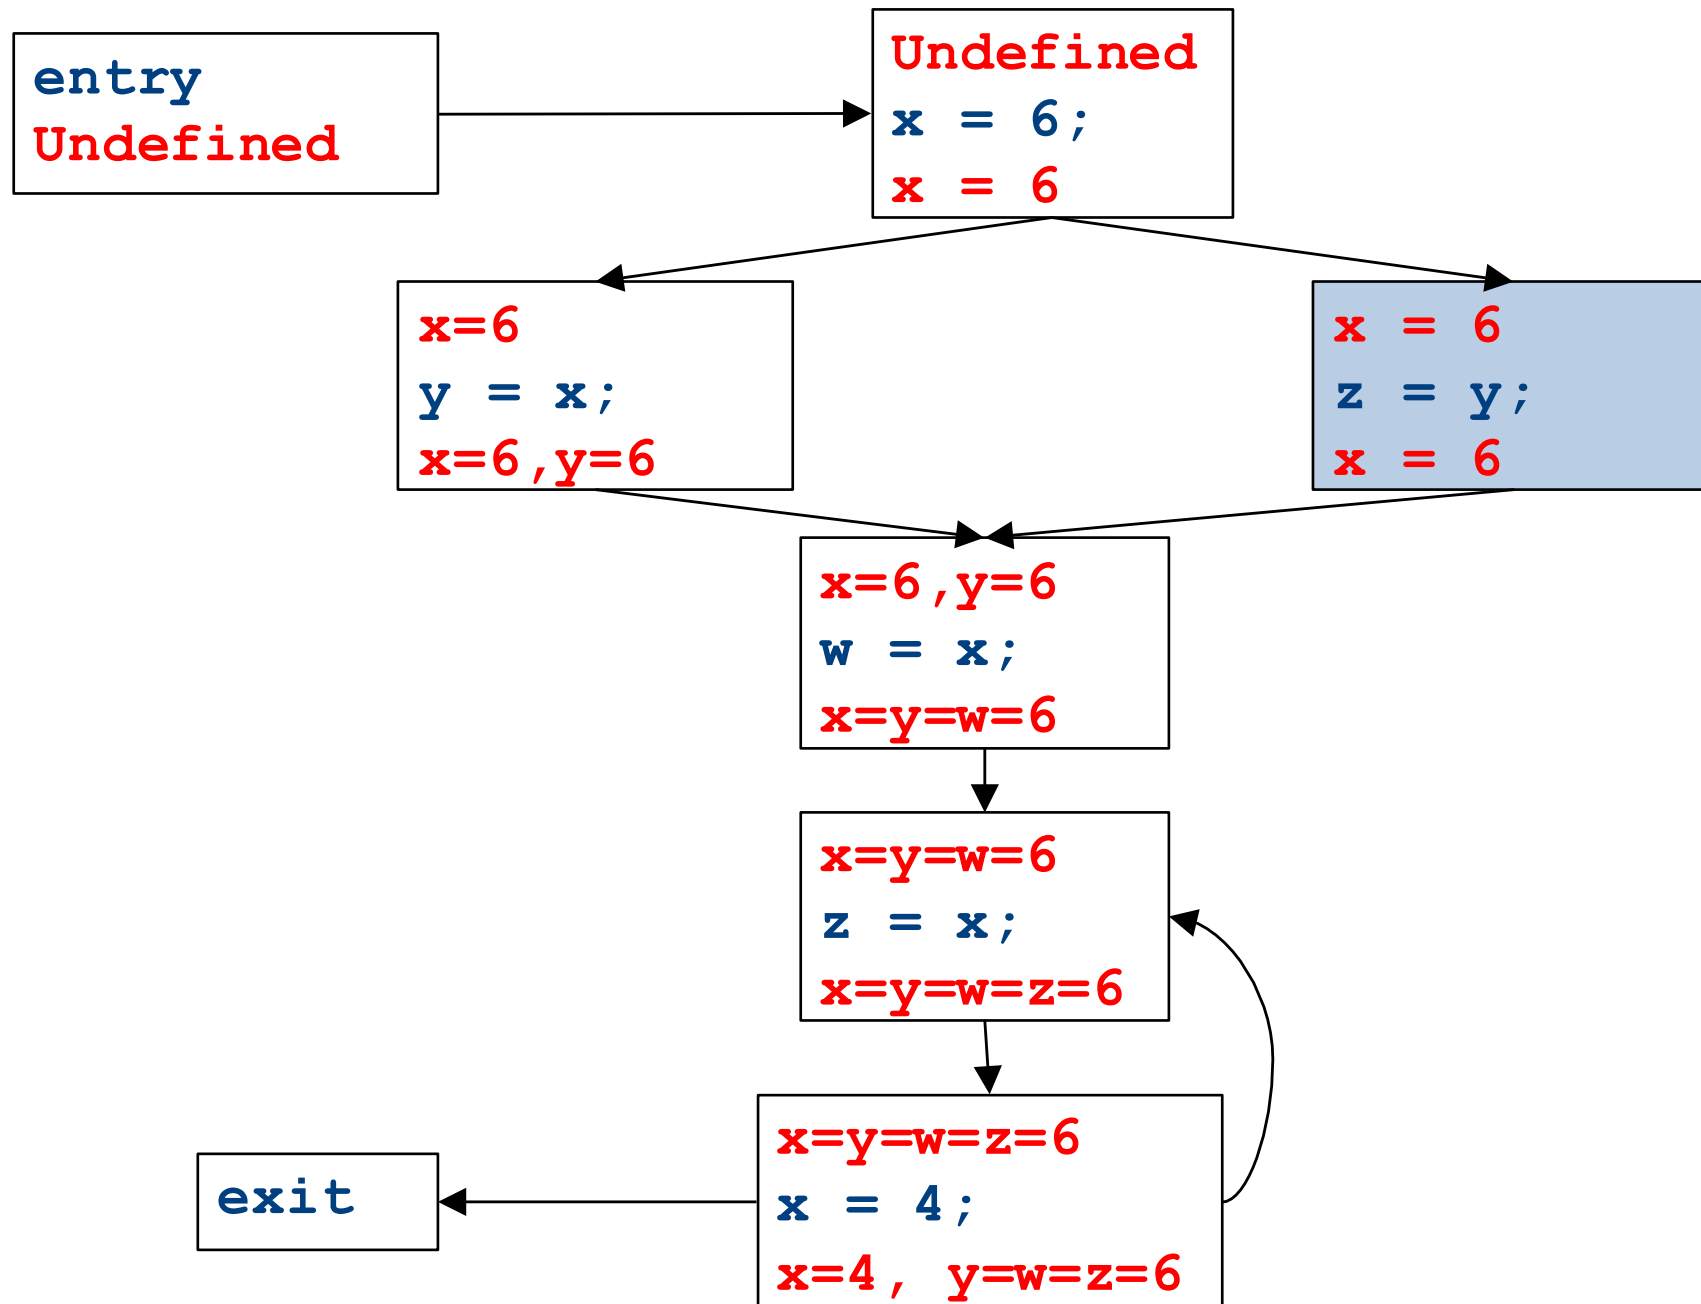 entry
Undefined
Undefined
x = 6;
x = 6
x=6
y = x;
x=6,y=6
x = 6
z = y;
x = 6
x=6,y=6
w = x;
x=y=w=6
x=y=w=6
z = x;
x=y=w=z=6
x=y=w=z=6
x = 4;
x=4, y=w=z=6
exit